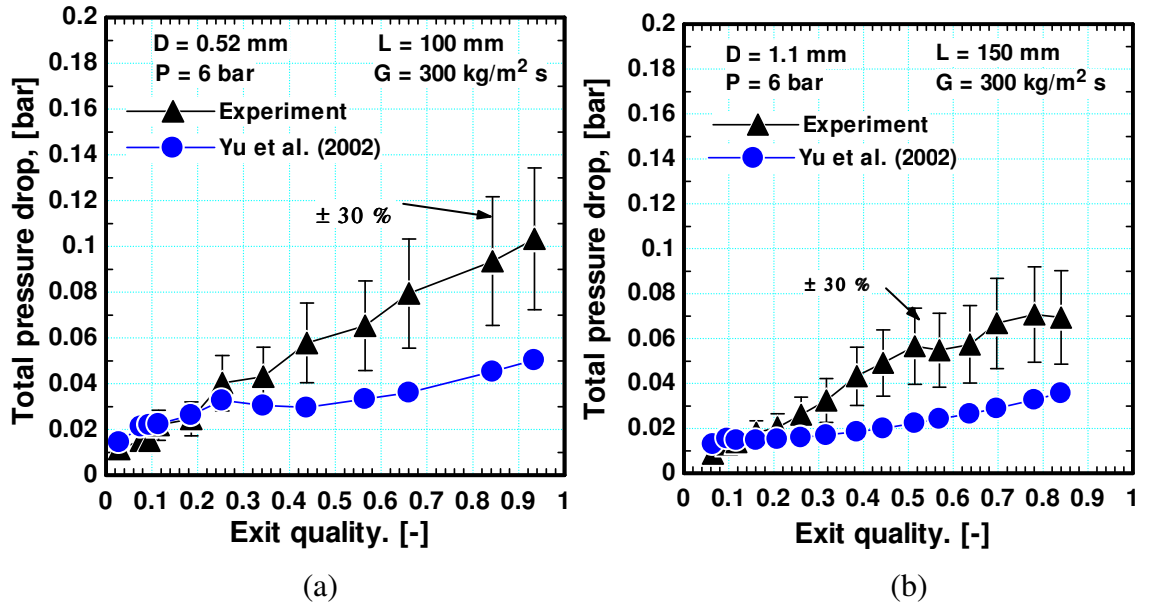 D = 0.52 mm L = 100 mm
P = 6 bar G = 300 kg/m² s
Experiment
Yu et al. (2002)
± 30 %
Total pressure drop, [bar]
0.2
0.18
0.16
0.14
0.12
0.1
0.08
0.06
0.04
0.02
0
0 0.1 0.2 0.3 0.4 0.5 0.6 0.7 0.8 0.9 1
Exit quality. [-]
(a)
D = 1.1 mm L = 150 mm
P = 6 bar G = 300 kg/m² s
Experiment
Yu et al. (2002)
± 30 %
Total pressure drop, [bar]
0.2
0.18
0.16
0.14
0.12
0.1
0.08
0.06
0.04
0.02
0
0 0.1 0.2 0.3 0.4 0.5 0.6 0.7 0.8 0.9 1
Exit quality. [-]
(b)